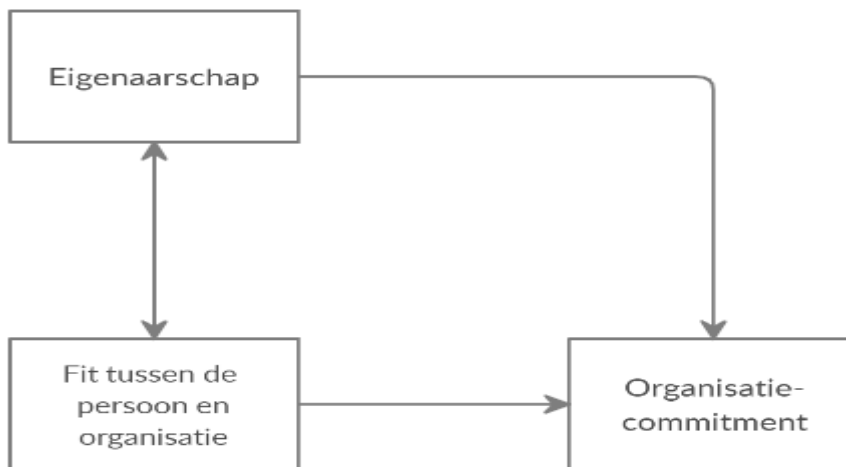 Eigenaarschap
Fit tussen de
persoon en
organisatie
Organisatie-
commitment